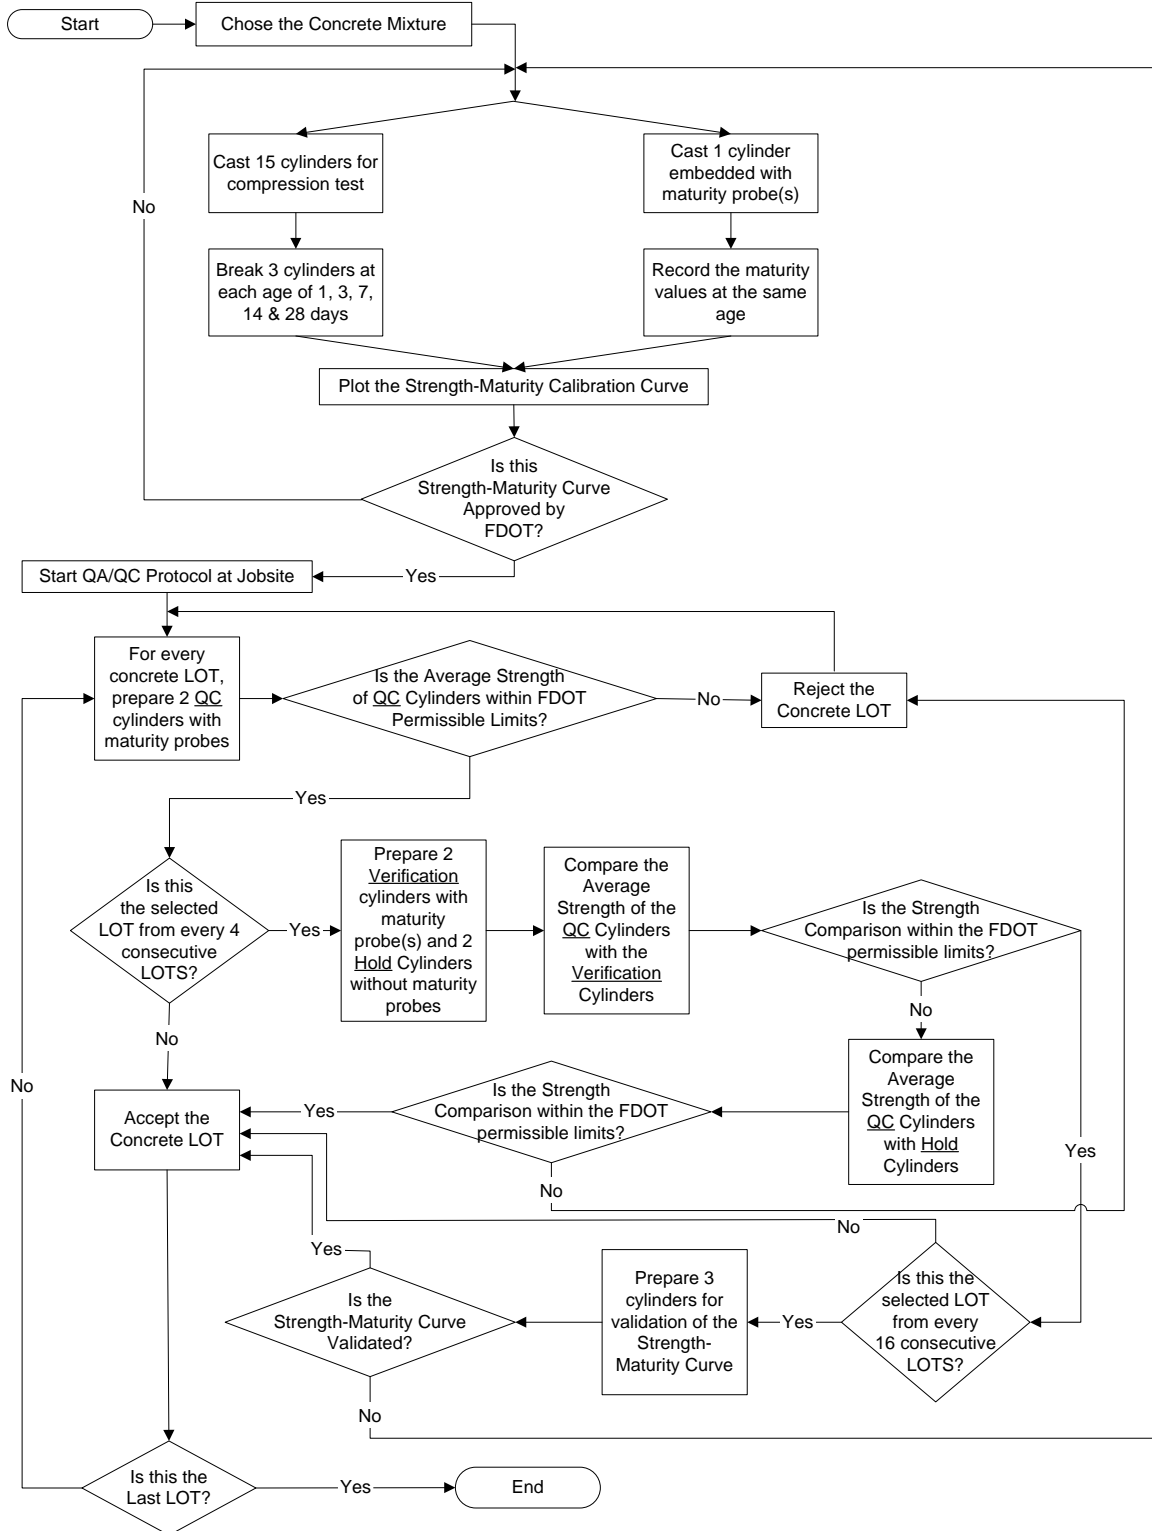 Start
Chose the Concrete Mixture
Cast 15 cylinders for
compression test
Cast 1 cylinder
embedded with
maturity probe(s)
No
Break 3 cylinders at
each age of 1, 3, 7,
14 & 28 days
Record the maturity
values at the same
age
Plot the Strength-Maturity Calibration Curve
Is this
Strength-Maturity Curve
Approved by
FDOT?
Yes
Start QA/QC Protocol at Jobsite
For every
concrete LOT,
prepare 2 QC
cylinders with
maturity probes
Is the Average Strength
of QC Cylinders within FDOT
Permissible Limits?
No
Reject the
Concrete LOT
Yes
Is this
the selected
LOT from every 4
consecutive
LOTS?
Yes
Prepare 2
Verification
cylinders with
maturity
probe(s) and 2
Hold Cylinders
without maturity
probes
Compare the
Average
Strength of the
QC Cylinders
with the
Verification
Cylinders
Is the Strength
Comparison within the FDOT
permissible limits?
No
No
Compare the
Average
Strength of the
QC Cylinders
with Hold
Cylinders
Yes
No
Is the Strength
Comparison within the FDOT
permissible limits?
Yes
Accept the
Concrete LOT
No
No
Yes
Is this the
selected LOT
from every
16 consecutive
LOTS?
Yes
Prepare 3
cylinders for
validation of the
Strength-
Maturity Curve
Is the
Strength-Maturity Curve
Validated?
No
Is this the
Last LOT?
Yes
End